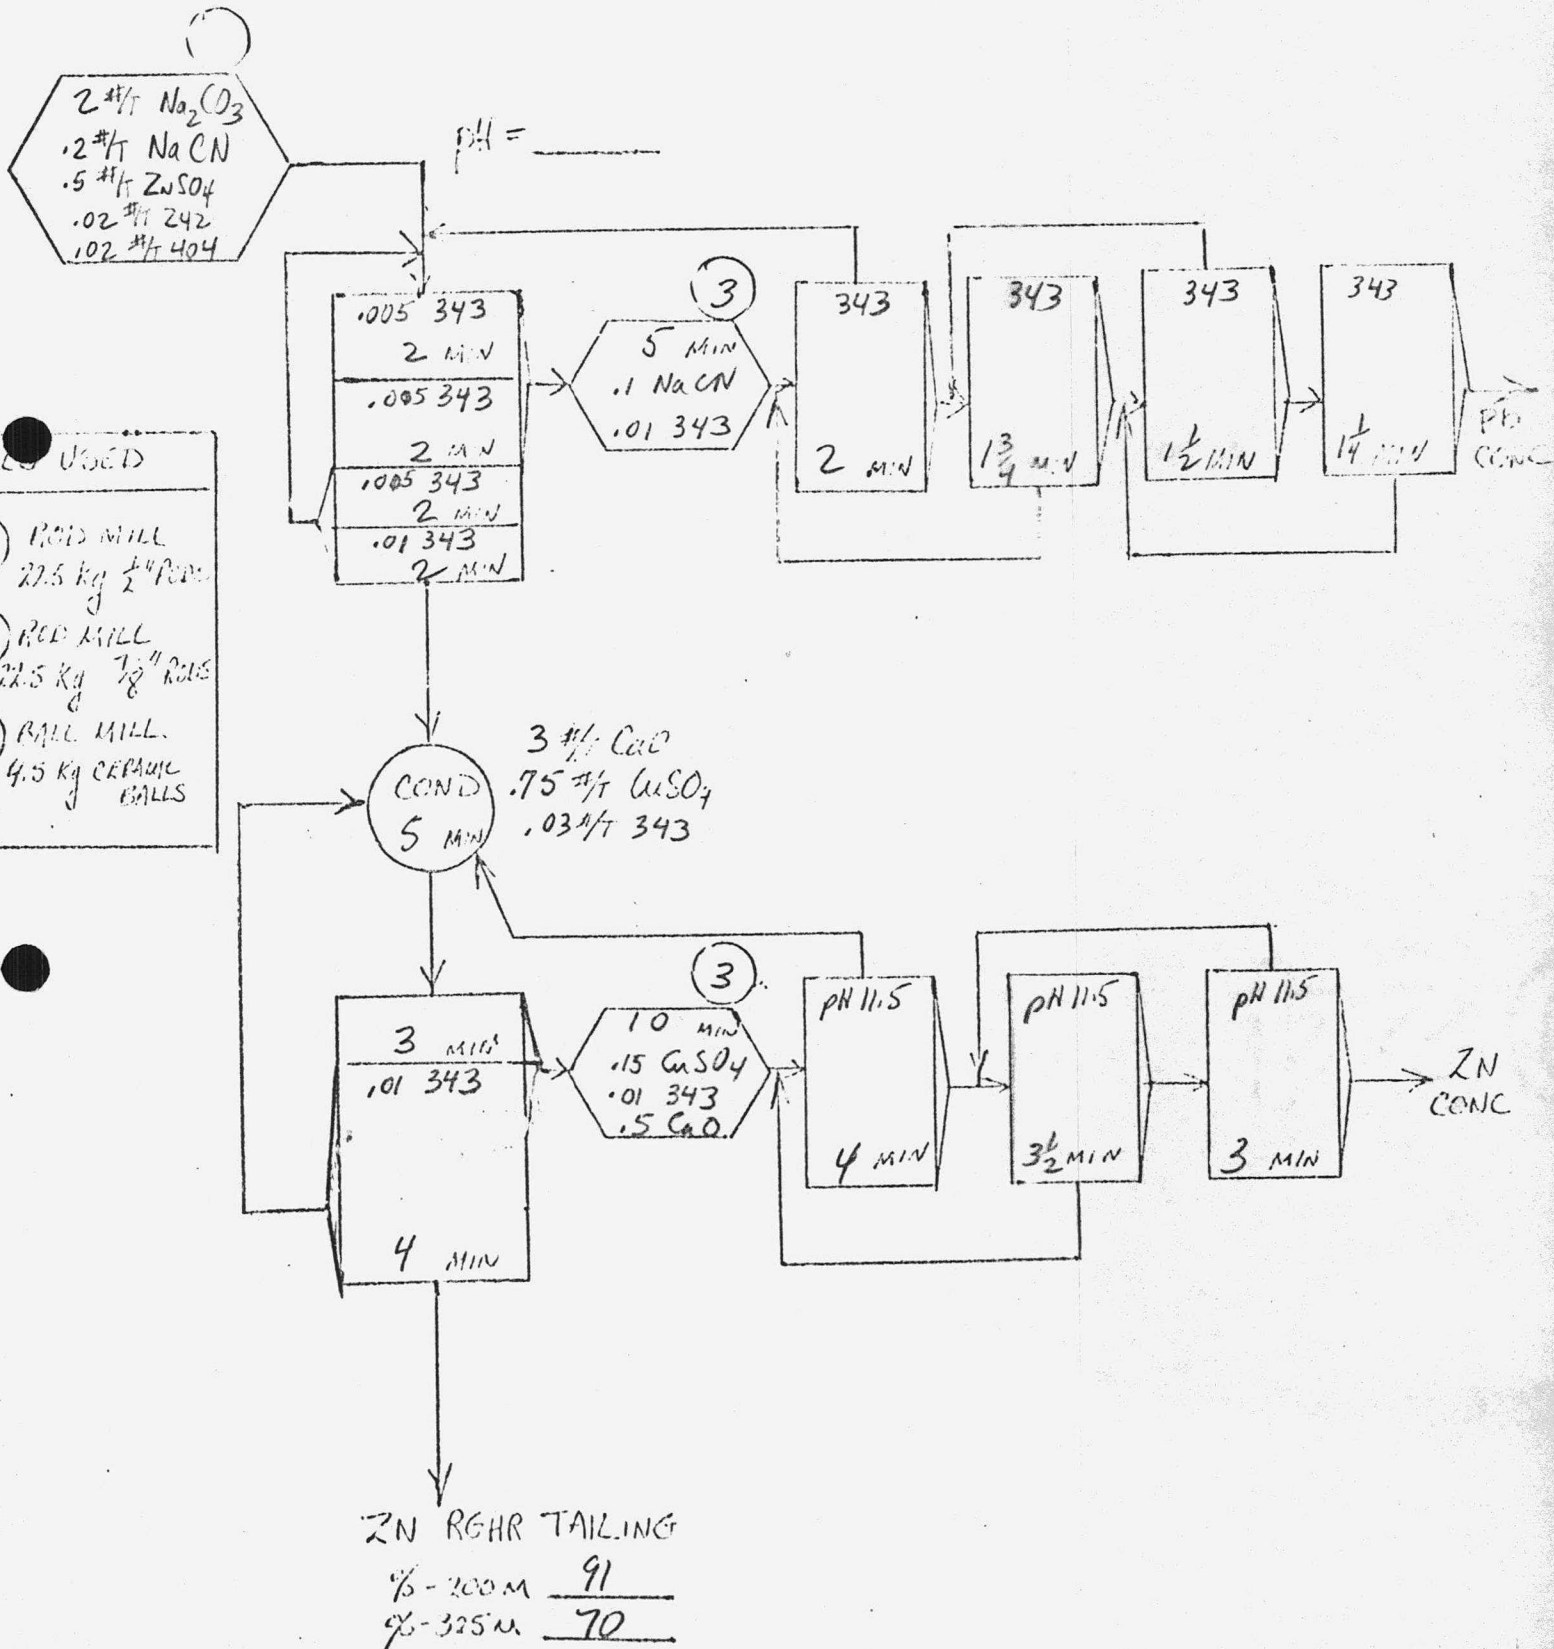 2 #/T Na2CO3
.2 #/T NaCN
.5 #/T ZNSO4
.02 #/T 242
.02 #/T 404
pH = ______
.005 343
2 MIN
.005 343
2 MIN
.005 343
2 MIN
.01 343
2 MIN
3
5 MIN
.1 NaCN
.01 343
343
2 MIN
343
1 3/4 MIN
343
1 1/2 MIN
343
1 1/4 MIN
PB
CONC
USED
ROD MILL
22.5 Kg 1/2" RODS
ROD MILL
22.5 Kg 7/8" RODS
BALL MILL.
4.5 Kg CERAMIC
BALLS
COND
5 MIN
3 #/T CaO
.75 #/T CuSO4
.03 #/T 343
3 MIN
.01 343
4 MIN
3
10 MIN
.15 CuSO4
.01 343
.5 CaO
pH 11.5
4 MIN
pH 11.5
3 1/2 MIN
pH 11.5
3 MIN
ZN
CONC
ZN RGHR TAILING
%-200M 91
%-325M 70